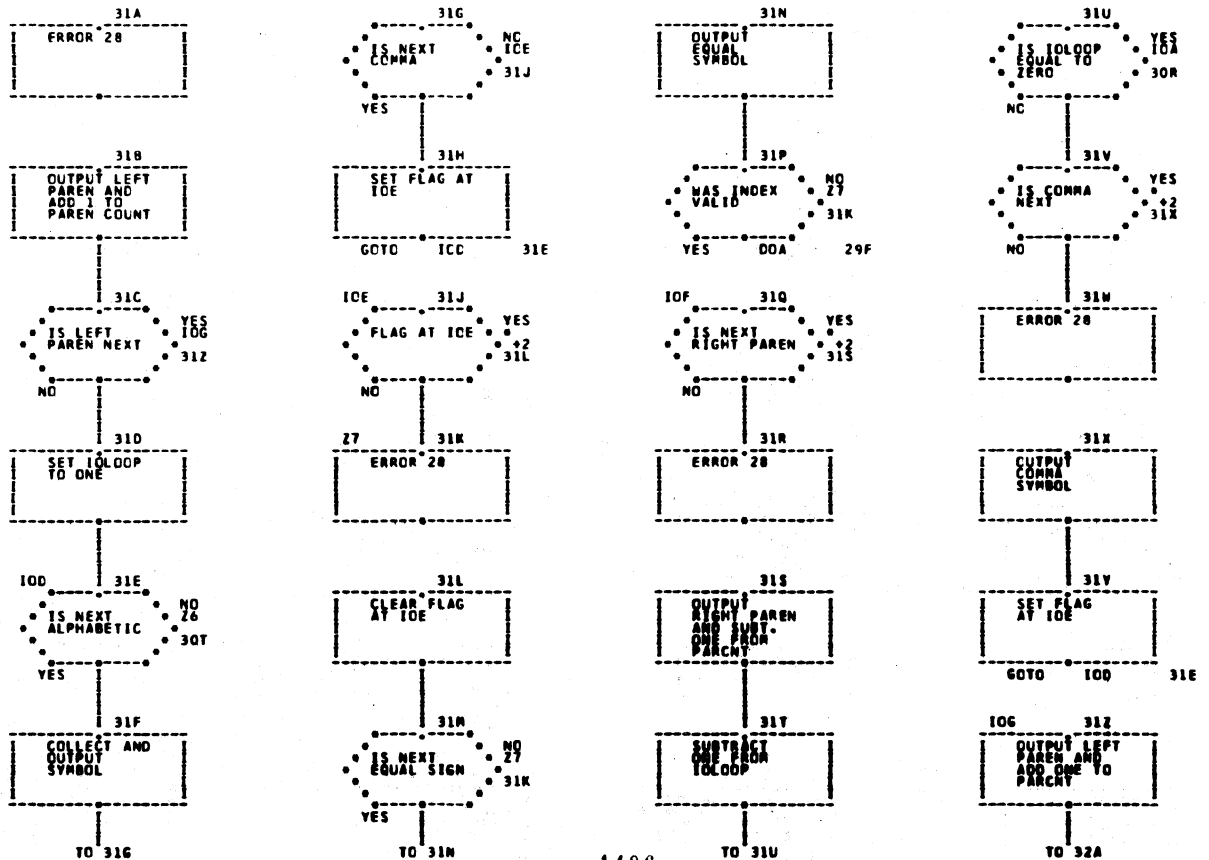 31A
ERROR 28
31B
OUTPUT LEFT
PAREN AND
ADD 1 TO
PAREN COUNT
31C
IS LEFT
PAREN NEXT
YES
IOG
31Z
NO
31D
SET IOLOOP
TO ONE
IOD
31E
IS NEXT
ALPHABETIC
NO
Z6
30T
YES
31F
COLLECT AND
OUTPUT
SYMBOL
TO 31G
31G
IS NEXT
COMMA
NC
IOE
31J
YES
31H
SET FLAG AT
IOE
GOTO IOD 31E
IOE
31J
FLAG AT IOE
YES
+2
31L
NO
Z7
31K
ERROR 28
31L
CLEAR FLAG
AT IOE
31M
IS NEXT
EQUAL SIGN
NO
Z7
31K
YES
TO 31N
31N
OUTPUT
EQUAL
SYMBOL
31P
WAS INDEX
VALID
NO
Z7
31K
YES DOA 29F
IOF
31Q
IS NEXT
RIGHT PAREN
YES
+2
31S
NO
31R
ERROR 28
31S
OUTPUT
RIGHT PAREN
AND SUBT.
ONE FROM
PARCNT
31T
SUBTRACT
ONE FROM
IOLOOP
TO 31U
31U
IS IOLOOP
EQUAL TO
ZERO
YES
IOA
30R
NC
31V
IS COMMA
NEXT
YES
+2
31X
NO
31W
ERROR 28
31X
OUTPUT
COMMA
SYMBOL
31Y
SET FLAG
AT IOE
GOTO IOD 31E
IOG
31Z
OUTPUT LEFT
PAREN AND
ADD ONE TO
PARCNT
TO 32A